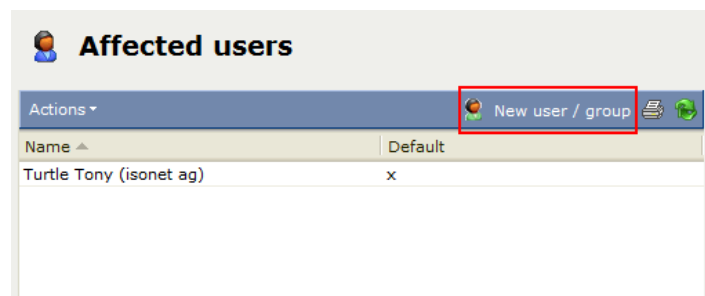 Affected users
Actions New user / group
Name Default
Turtle Tony (isonet ag) x